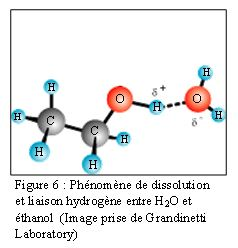 δ⁺
H
H
O
H
O
H
C
C
H
H
H
H
δ⁻
Figure 6 : Phénomène de dissolution
et liaison hydrogène entre H₂O et
éthanol (Image prise de Grandinetti
Laboratory)